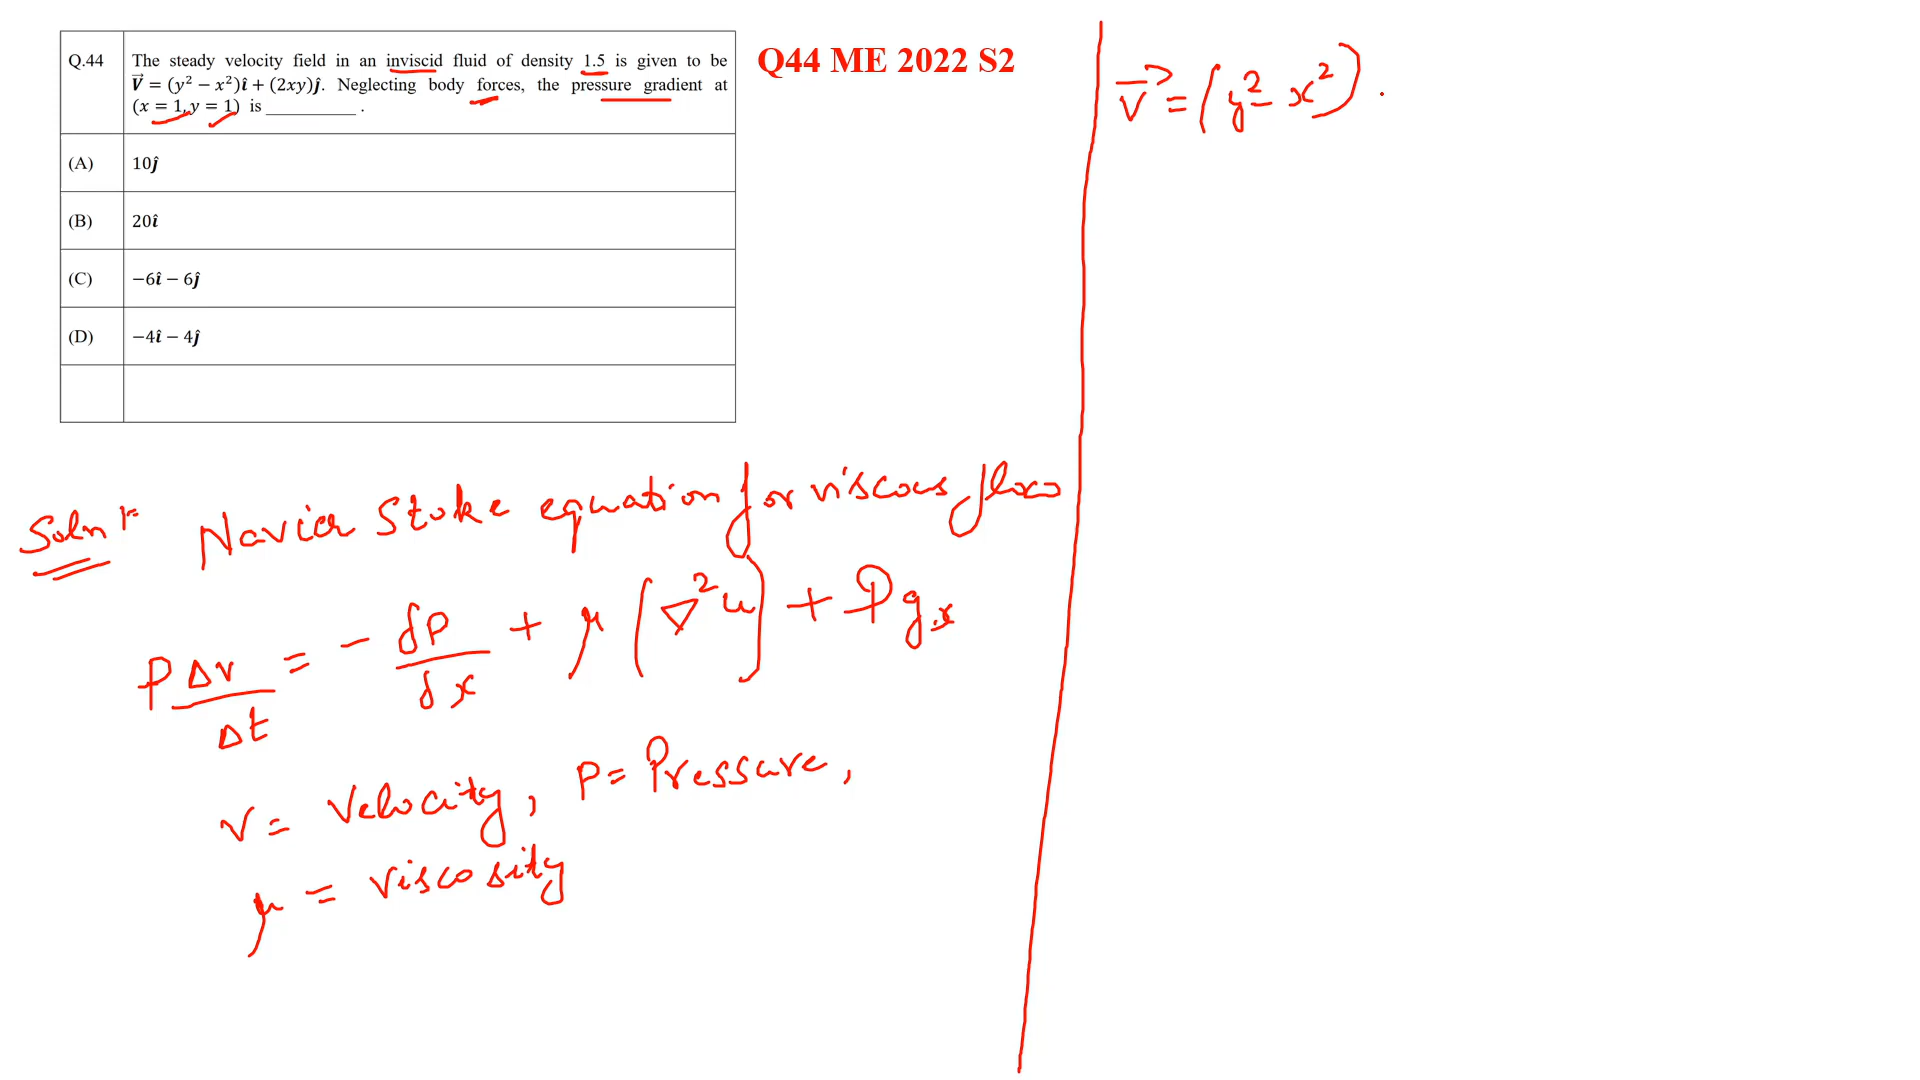 Q.44 The steady velocity field in an inviscid fluid of density 1.5 is given to be
V⃗ = (y² − x²)î + (2xy)ĵ. Neglecting body forces, the pressure gradient at
(x = 1, y = 1) is __________ .
(A) 10ĵ
(B) 20î
(C) −6î − 6ĵ
(D) −4î − 4ĵ
Q44 ME 2022 S2
Soln :-
Navier Stoke equation for viscous flow
ρ Δv/Δt = − δP/δx + μ (∇²u) + ρ gx
v = Velocity, P = Pressure,
μ = viscosity
V⃗ = (y² − x²)